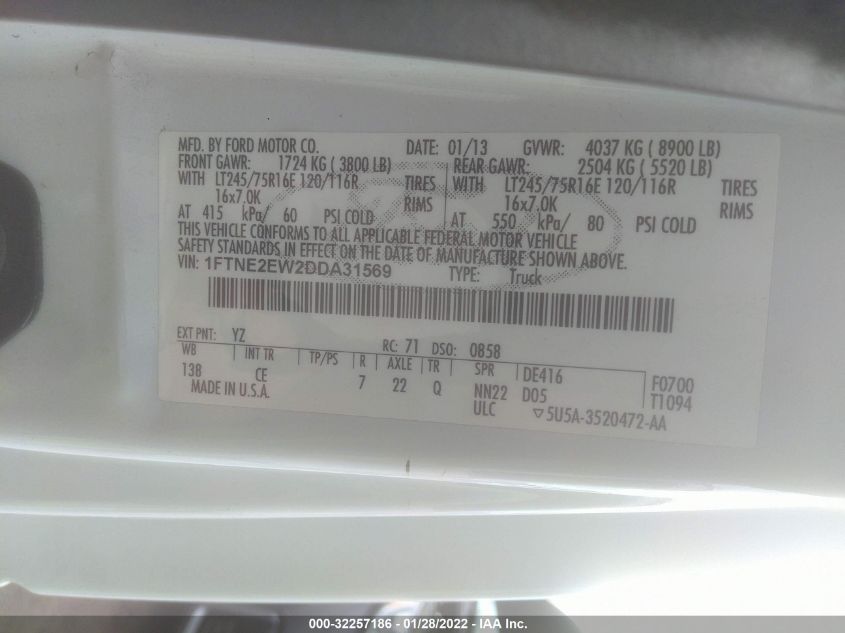 MFD. BY FORD MOTOR CO. DATE: 01/13 GVWR: 4037 KG ( 8900 LB)
FRONT GAWR: 1724 KG ( 3800 LB) REAR GAWR: 2504 KG ( 5520 LB)
WITH LT245/75R16E 120/116R TIRES WITH LT245/75R16E 120/116R TIRES
16x7.0K RIMS 16x7.0K RIMS
AT 415 kPa/ 60 PSI COLD AT 550 kPa/ 80 PSI COLD
THIS VEHICLE CONFORMS TO ALL APPLICABLE FEDERAL MOTOR VEHICLE
SAFETY STANDARDS IN EFFECT ON THE DATE OF MANUFACTURE SHOWN ABOVE.
VIN: 1FTNE2EW2DDA31569 TYPE: Truck
EXT PNT: YZ RC: 71 DSO: 0858
WB INT TR TP/PS R AXLE TR SPR DE416 F0700
138 CE 7 22 Q NN22 D05 T1094
MADE IN U.S.A. ULC ▽5U5A-3520472-AA
000-32257186 - 01/28/2022 - IAA Inc.